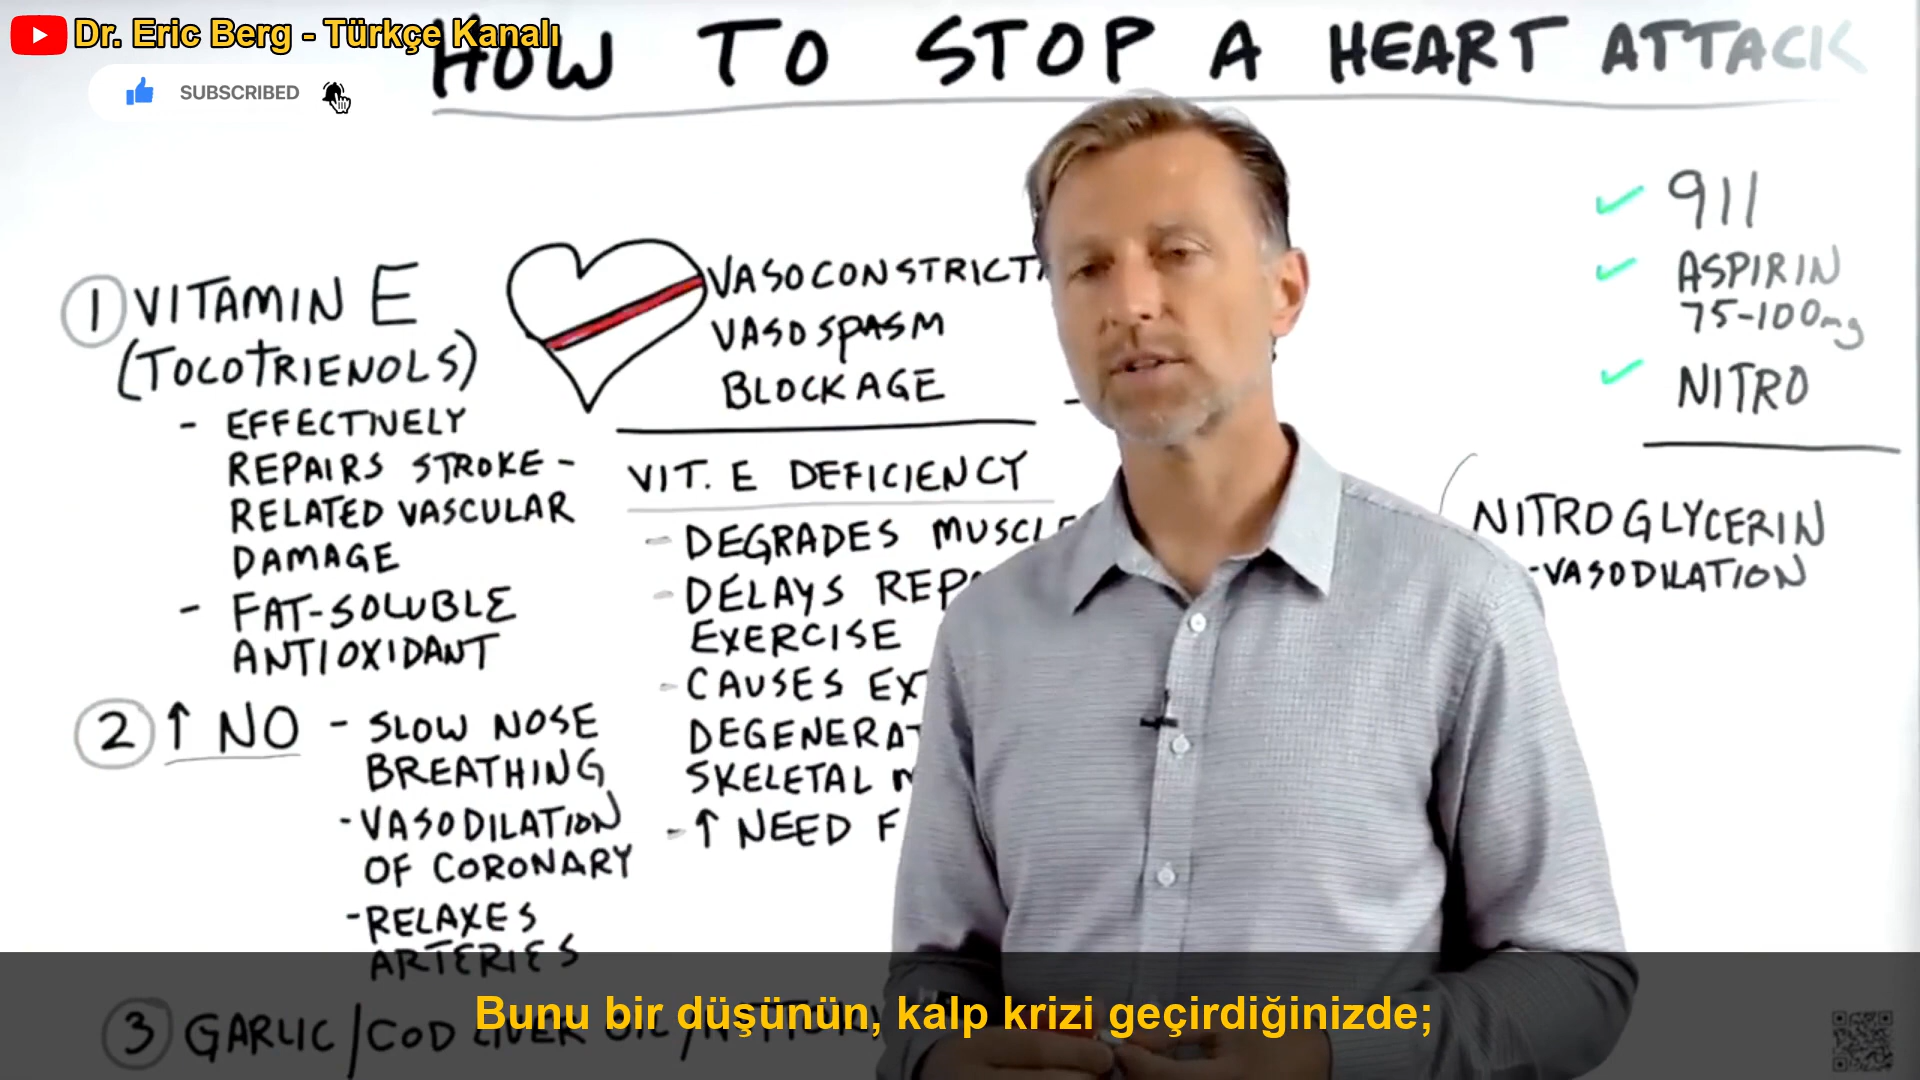 Dr. Eric Berg - Türkçe Kanalı
SUBSCRIBED
HOW TO STOP A HEART ATTACK
911
ASPIRIN
75-100mg
NITRO
NITROGLYCERIN
-VASODILATION
1 VITAMIN E
(TOCOTRIENOLS)
- EFFECTIVELY
REPAIRS STROKE-
RELATED VASCULAR
DAMAGE
- FAT-SOLUBLE
ANTIOXIDANT
VASOCONSTRICT
VASOSPASM
BLOCKAGE
VIT. E DEFICIENCY
- DEGRADES MUSCLE
- DELAYS REP
EXERCISE
- CAUSES EX
DEGENERAT
SKELETAL M
- ↑ NEED F
2 ↑ NO - SLOW NOSE
BREATHING
- VASODILATION
OF CORONARY
- RELAXES
ARTERIES
3 GARLIC/COD LIVER OIL/
Bunu bir düşünün, kalp krizi geçirdiğinizde;